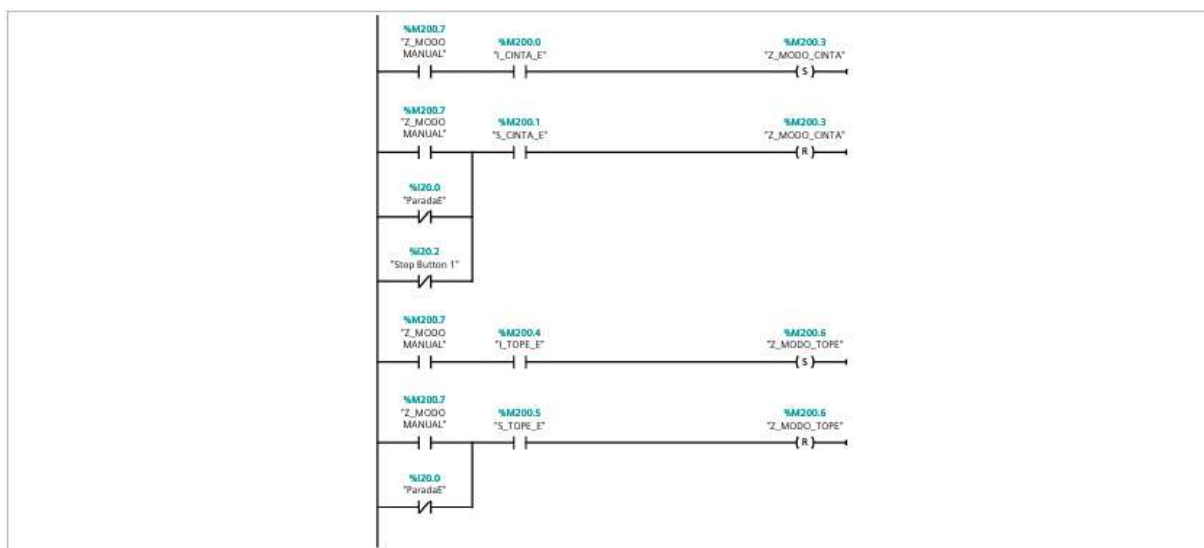 %M200.7
"Z_MODO
MANUAL"
%M200.0
"I_CINTA_E"
%M200.3
"Z_MODO_CINTA"
S
%M200.7
"Z_MODO
MANUAL"
%M200.1
"S_CINTA_E"
%M200.3
"Z_MODO_CINTA"
R
%I20.0
"ParadaE"
%I20.2
"Stop Button 1"
%M200.7
"Z_MODO
MANUAL"
%M200.4
"I_TOPE_E"
%M200.6
"Z_MODO_TOPE"
S
%M200.7
"Z_MODO
MANUAL"
%M200.5
"S_TOPE_E"
%M200.6
"Z_MODO_TOPE"
R
%I20.0
"ParadaE"